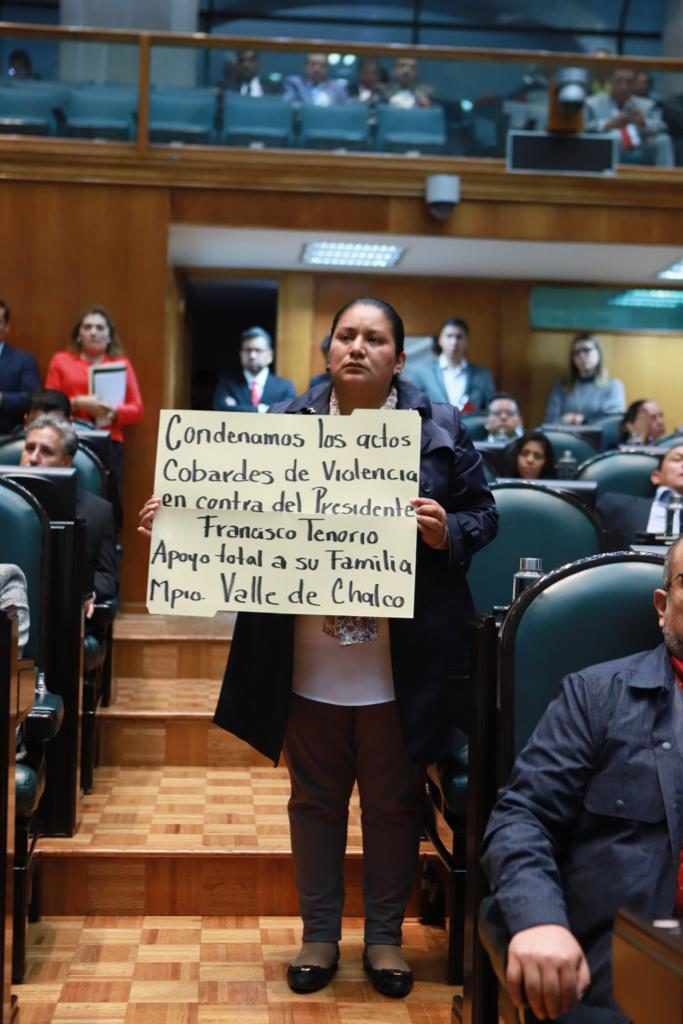 Condenamos los actos
Cobardes de Violencia
en contra del Presidente
Francisco Tenorio
Apoyo total a su Familia
Mpio. Valle de Chalco